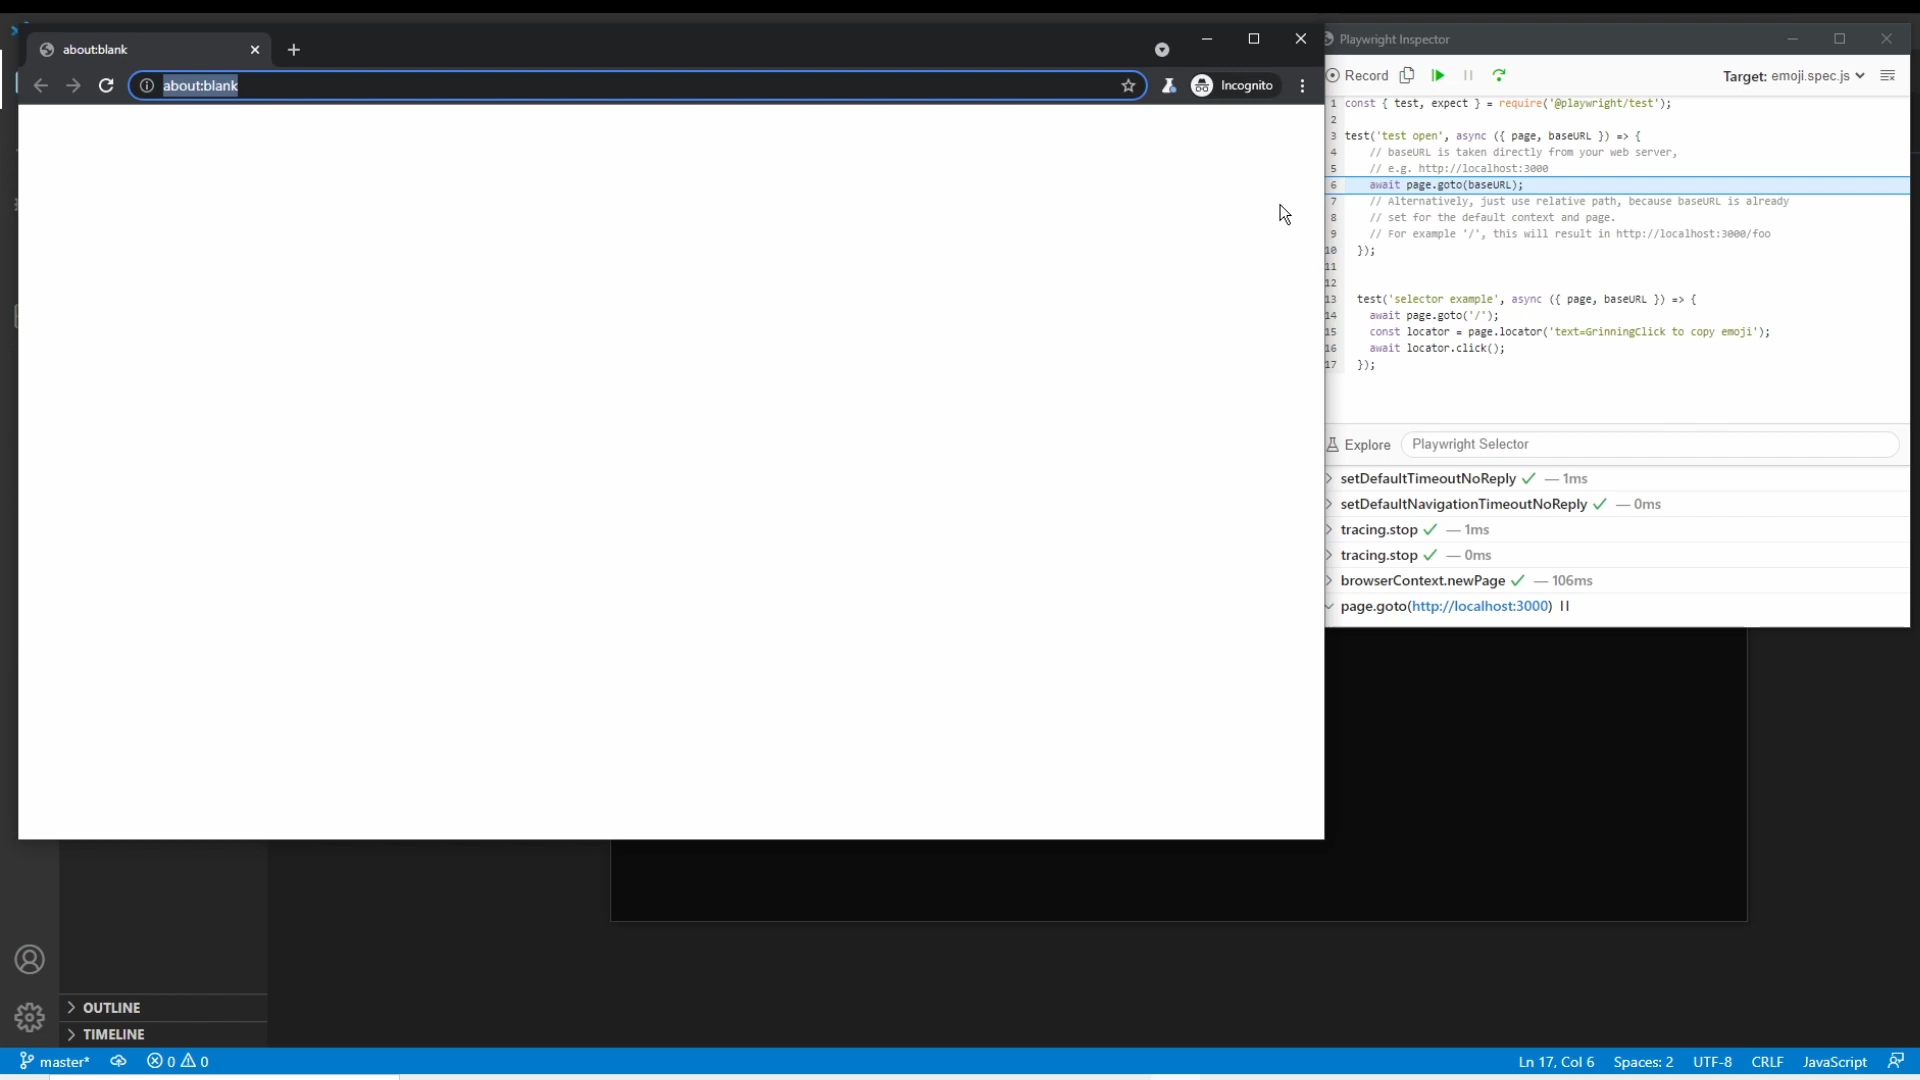 about:blank
about:blank
Incognito
Playwright Inspector
Record
Target: emoji.spec.js
1 const { test, expect } = require('@playwright/test');
2
3 test('test open', async ({ page, baseURL }) => {
4 // baseURL is taken directly from your web server,
5 // e.g. http://localhost:3000
6 await page.goto(baseURL);
7 // Alternatively, just use relative path, because baseURL is already
8 // set for the default context and page.
9 // For example '/', this will result in http://localhost:3000/foo
10 });
11
12
13 test('selector example', async ({ page, baseURL }) => {
14 await page.goto('/');
15 const locator = page.locator('text=GrinningClick to copy emoji');
16 await locator.click();
17 });
Explore Playwright Selector
setDefaultTimeoutNoReply ✓ — 1ms
setDefaultNavigationTimeoutNoReply ✓ — 0ms
tracing.stop ✓ — 1ms
tracing.stop ✓ — 0ms
browserContext.newPage ✓ — 106ms
page.goto(http://localhost:3000)
OUTLINE
TIMELINE
master* 0 0 Ln 17, Col 6 Spaces: 2 UTF-8 CRLF JavaScript